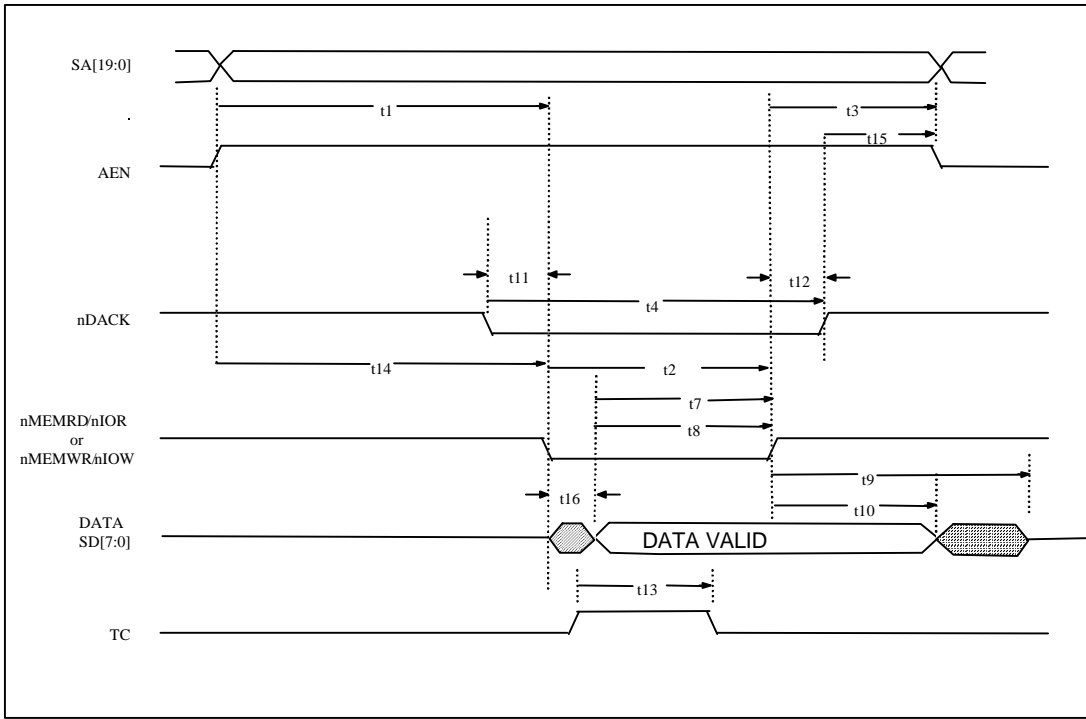 SA[19:0]
t1
t3
.
t15
AEN
t11
t12
t4
nDACK
t14
t2
t7
nMEMRD/nIOR
or
nMEMWR/nIOW
t8
t9
t16
t10
DATA
SD[7:0]
DATA VALID
t13
TC